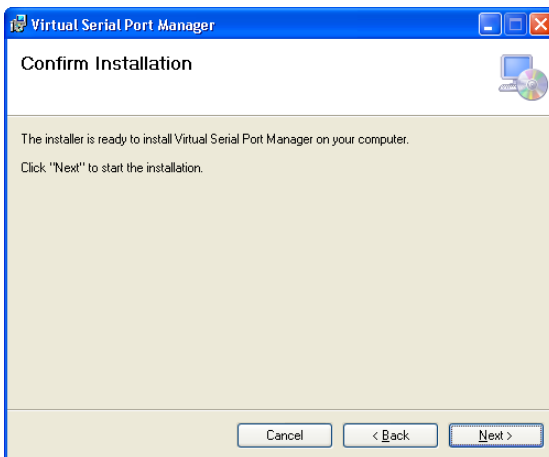 Virtual Serial Port Manager
Confirm Installation
The installer is ready to install Virtual Serial Port Manager on your computer.
Click "Next" to start the installation.
Cancel
< Back
Next >